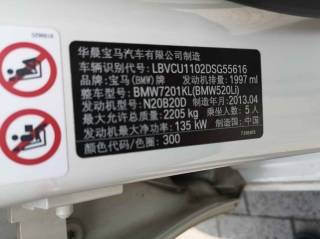 华晨宝马汽车有限公司制造
车辆识别代号: LBVCU1102DSG55616
品牌: 宝马(BMW) 发动机排量: 1997 ml
整车型号: BMW7201KL(BMW520Li)
发动机型号: N20B20D 制造年月: 2013.04
最大允许总质量: 2205 kg 乘坐人数: 5人
发动机最大净功率: 135 kW 制造国: 中国
颜色代码/色号: 300